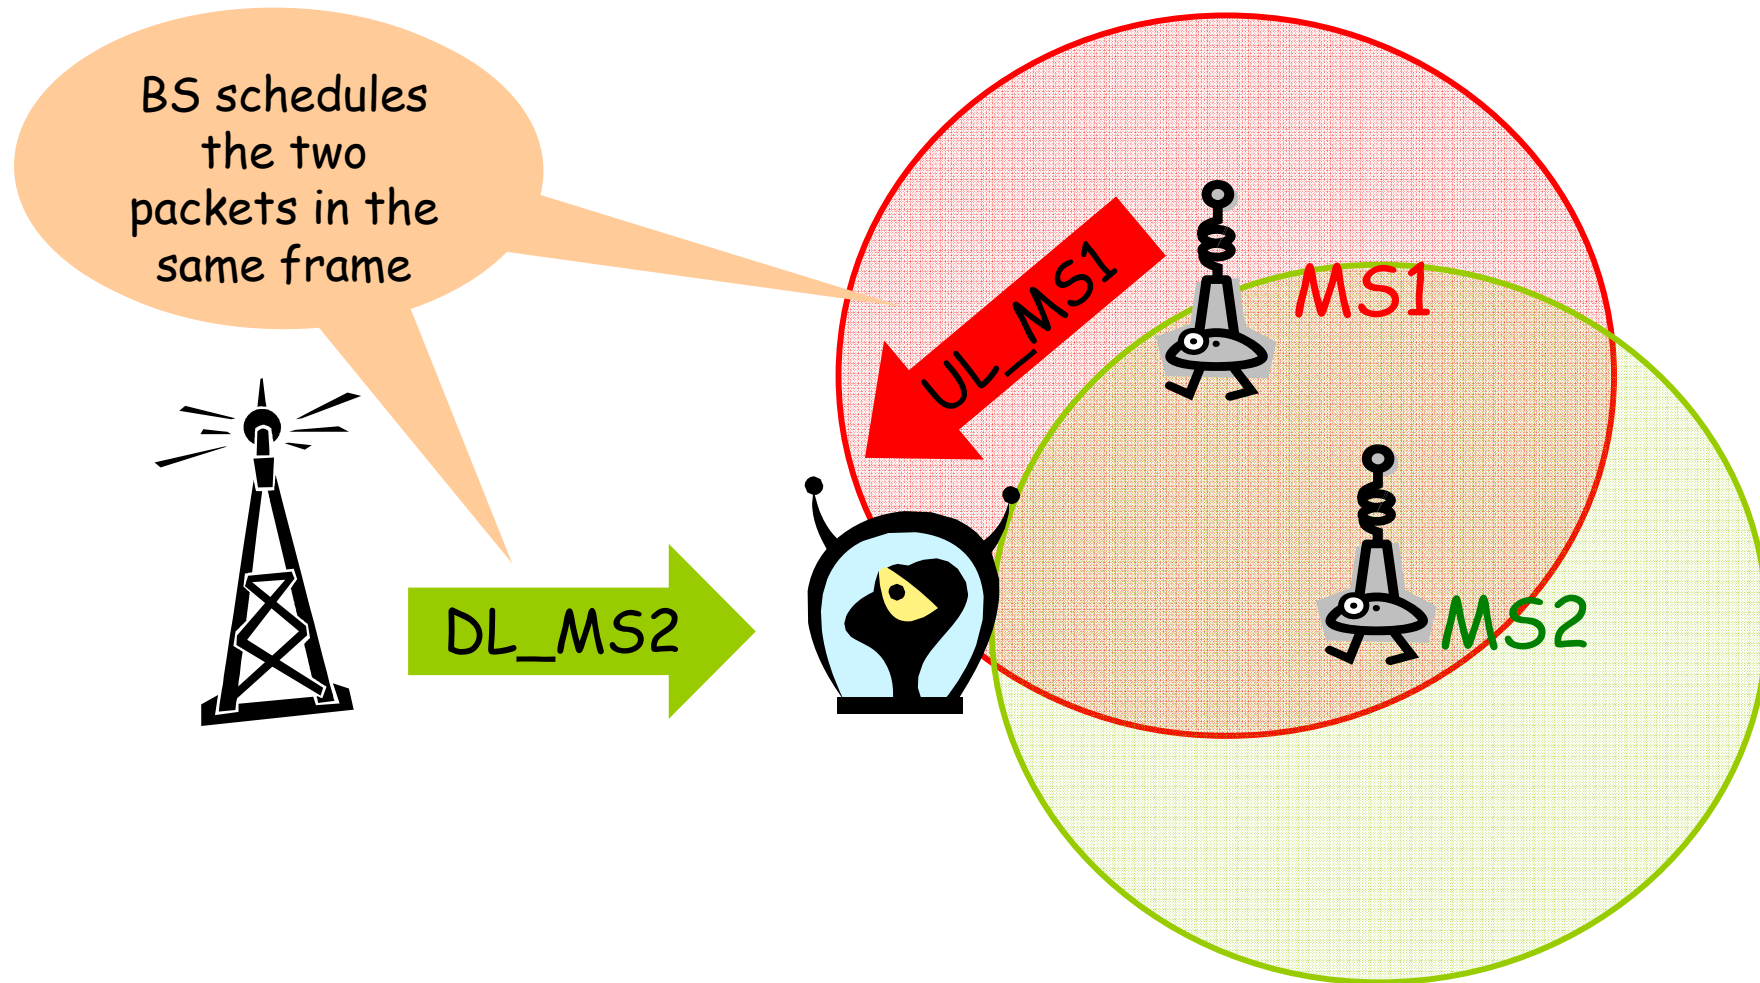 BS schedules
the two
packets in the
same frame
UL_MS1
MS1
DL_MS2
MS2